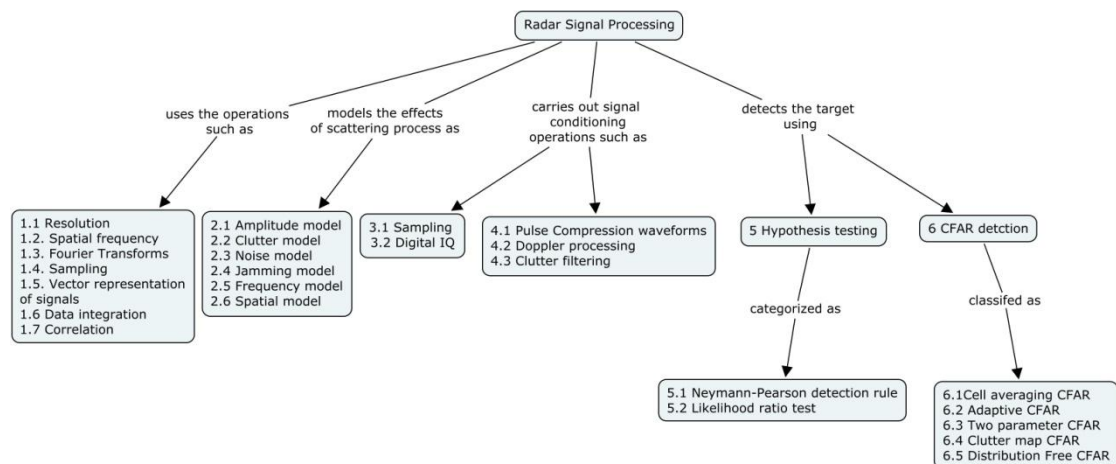 Radar Signal Processing
uses the operations
such as
models the effects
of scattering process as
carries out signal
conditioning
operations such as
detects the target
using
1.1 Resolution
1.2. Spatial frequency
1.3. Fourier Transforms
1.4. Sampling
1.5. Vector representation
of signals
1.6 Data integration
1.7 Correlation
2.1 Amplitude model
2.2 Clutter model
2.3 Noise model
2.4 Jamming model
2.5 Frequency model
2.6 Spatial model
3.1 Sampling
3.2 Digital IQ
4.1 Pulse Compression waveforms
4.2 Doppler processing
4.3 Clutter filtering
5 Hypothesis testing
6 CFAR detction
categorized as
classifed as
5.1 Neymann-Pearson detection rule
5.2 Likelihood ratio test
6.1Cell averaging CFAR
6.2 Adaptive CFAR
6.3 Two parameter CFAR
6.4 Clutter map CFAR
6.5 Distribution Free CFAR